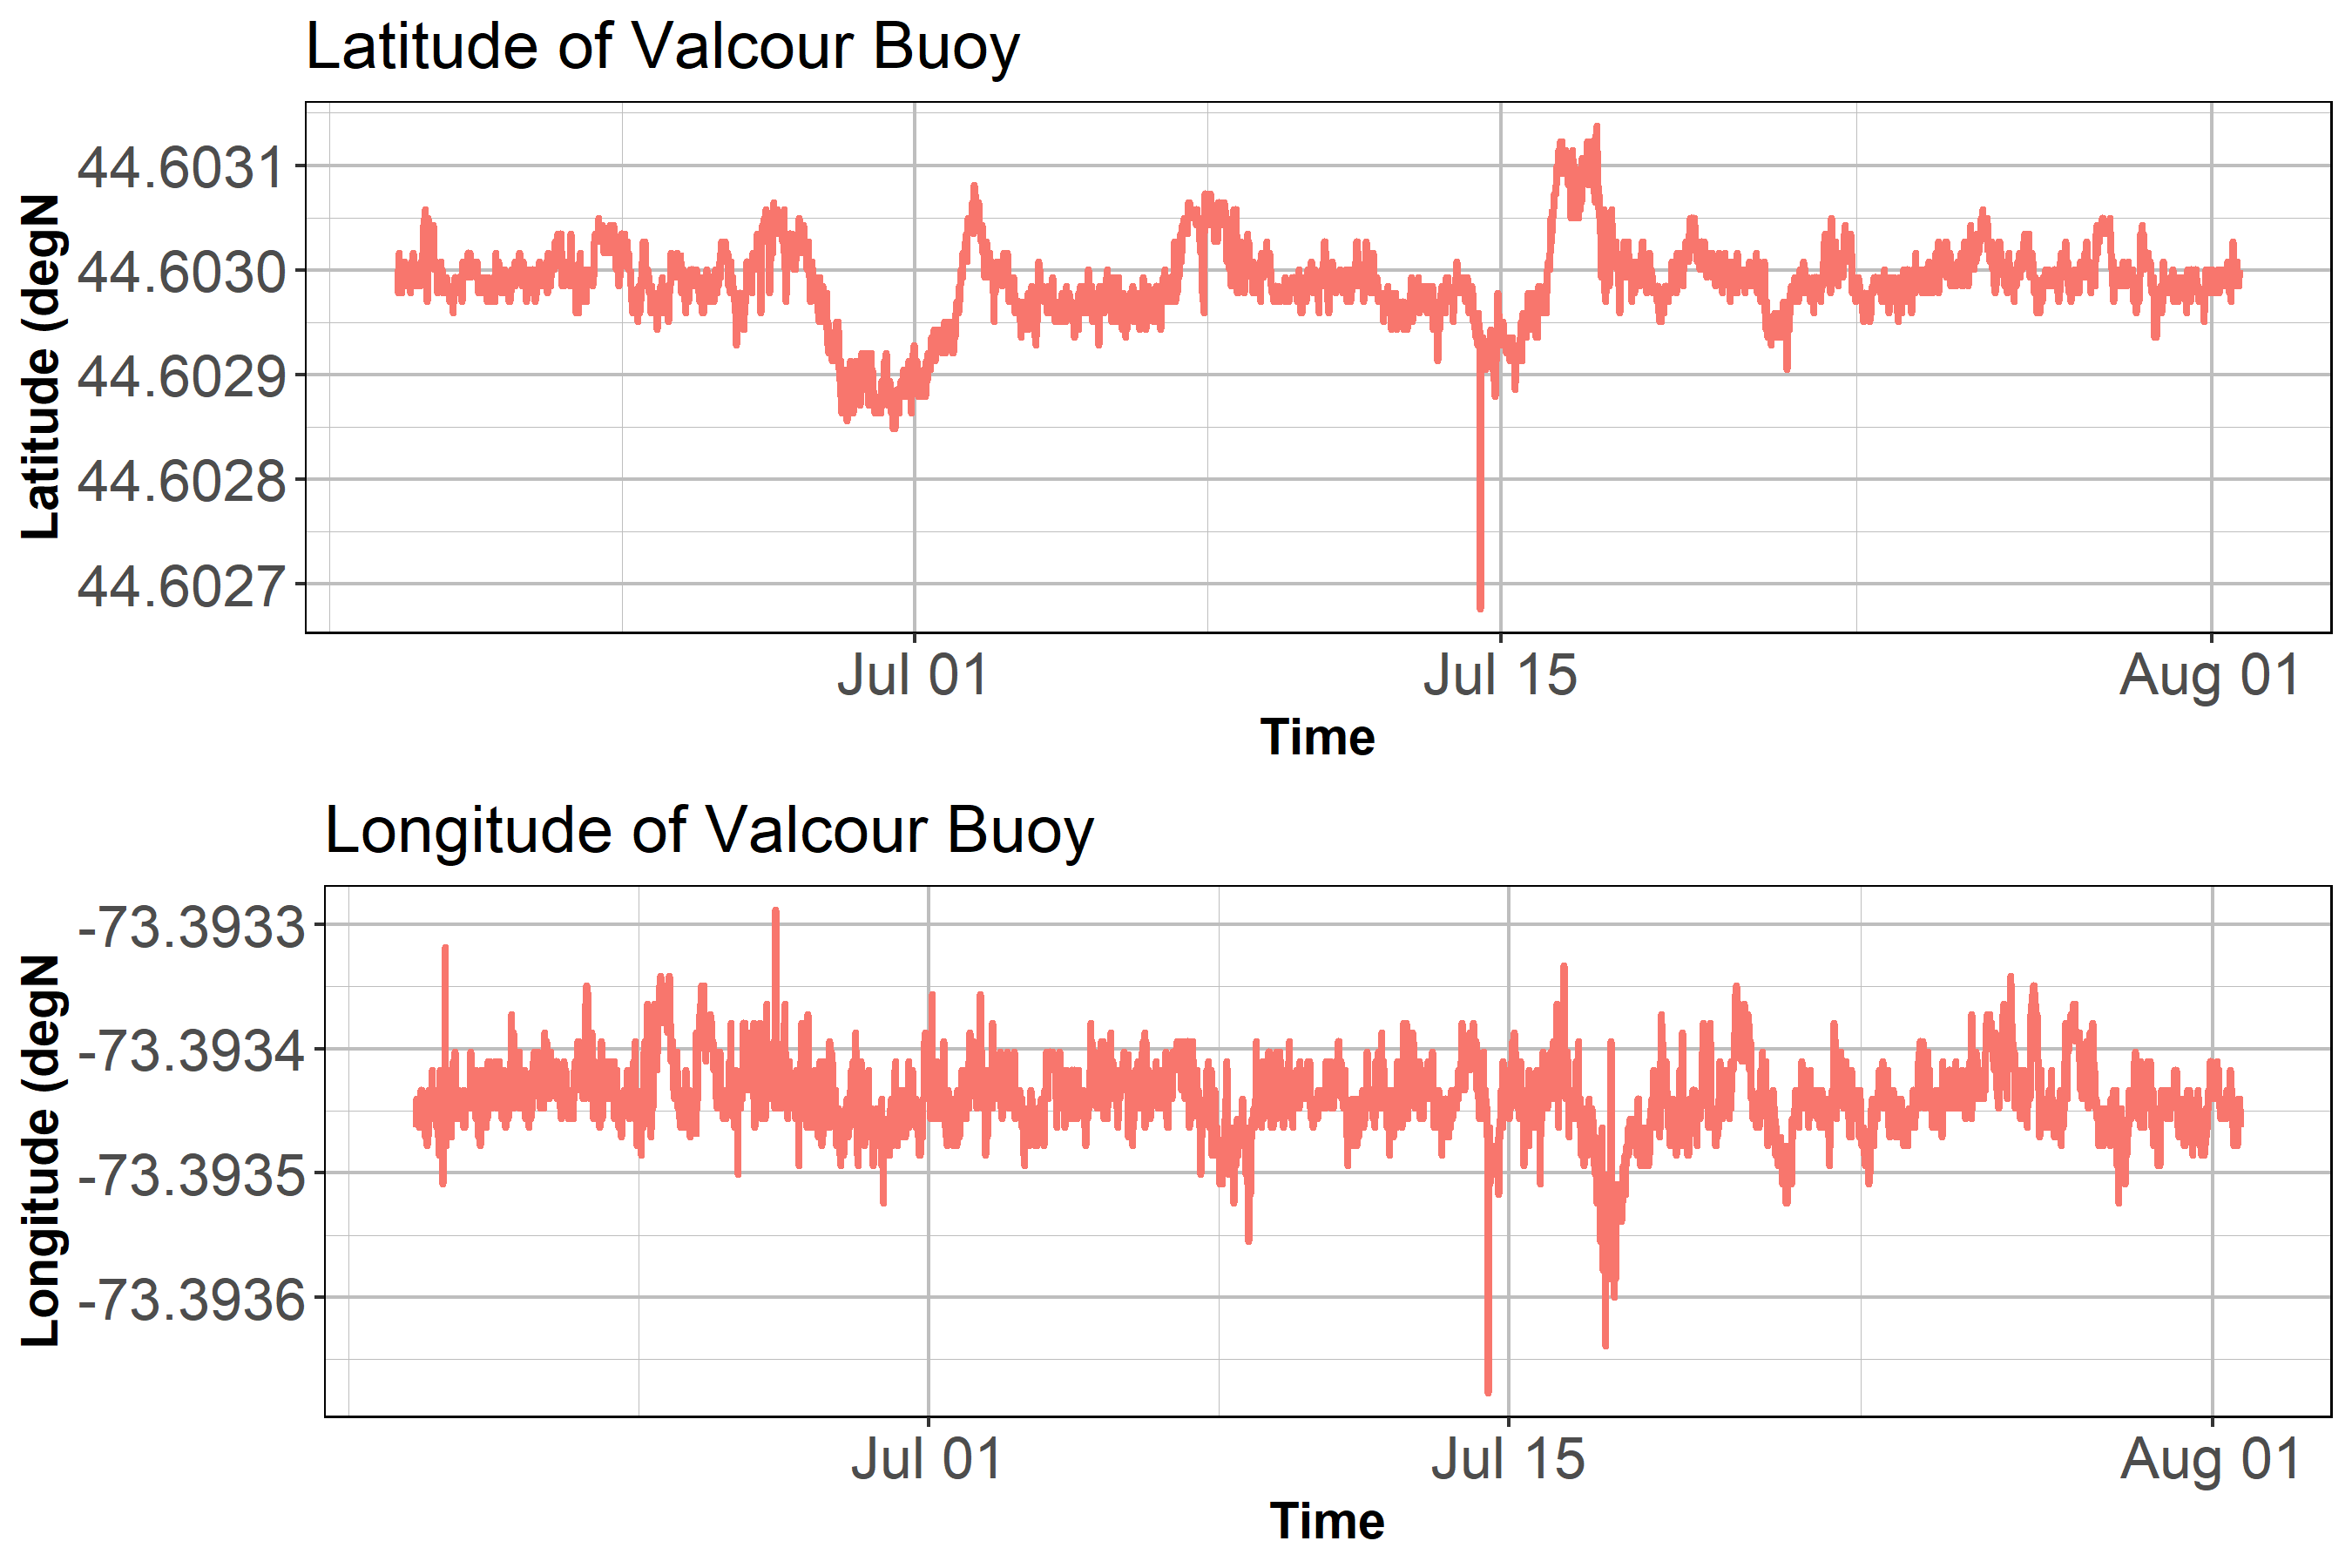 Latitude of Valcour Buoy
Latitude (degN
44.6031
44.6030
44.6029
44.6028
44.6027
Jul 01
Jul 15
Aug 01
Time
Longitude of Valcour Buoy
Longitude (degN
-73.3933
-73.3934
-73.3935
-73.3936
Jul 01
Jul 15
Aug 01
Time